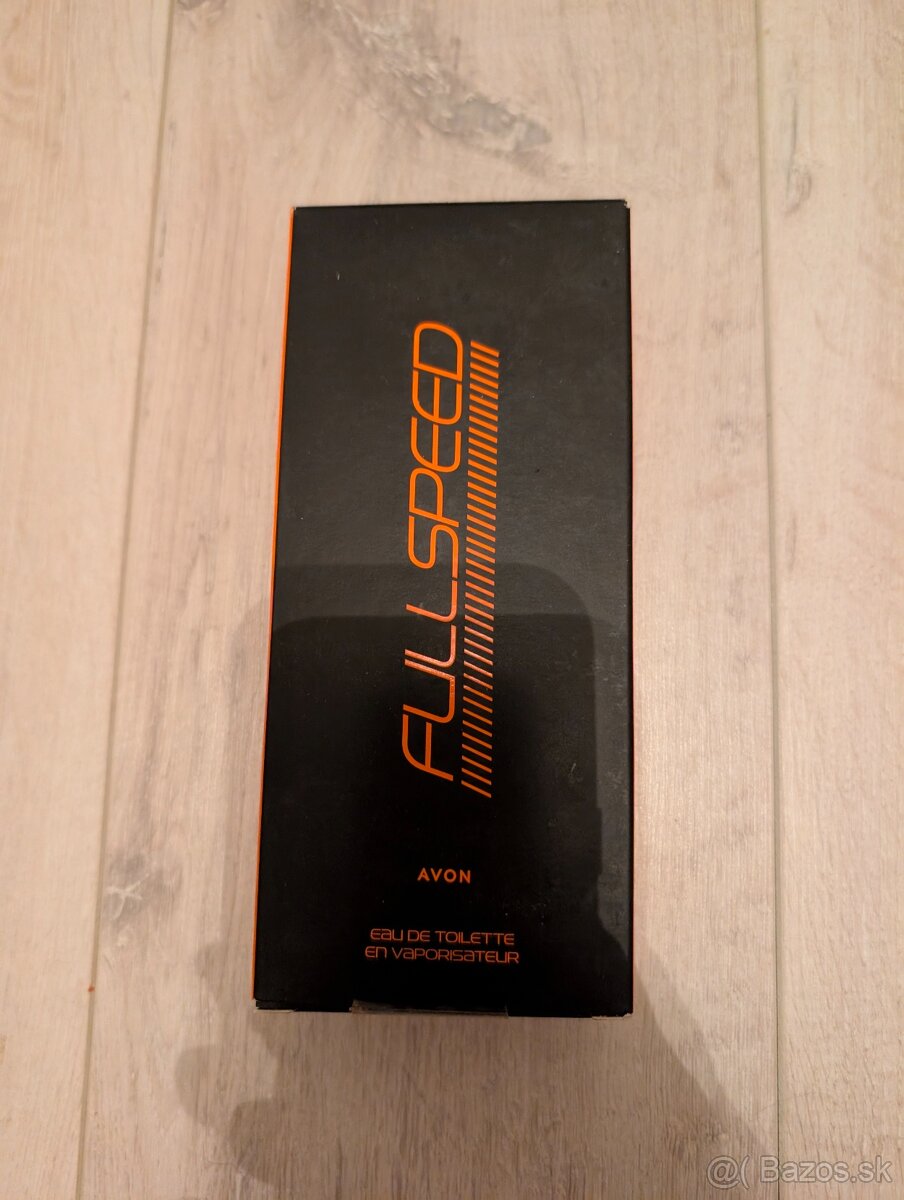 FULLSPEED
AVON
EAU DE TOILETTE
EN VAPORISATEUR
@( Bazos.sk